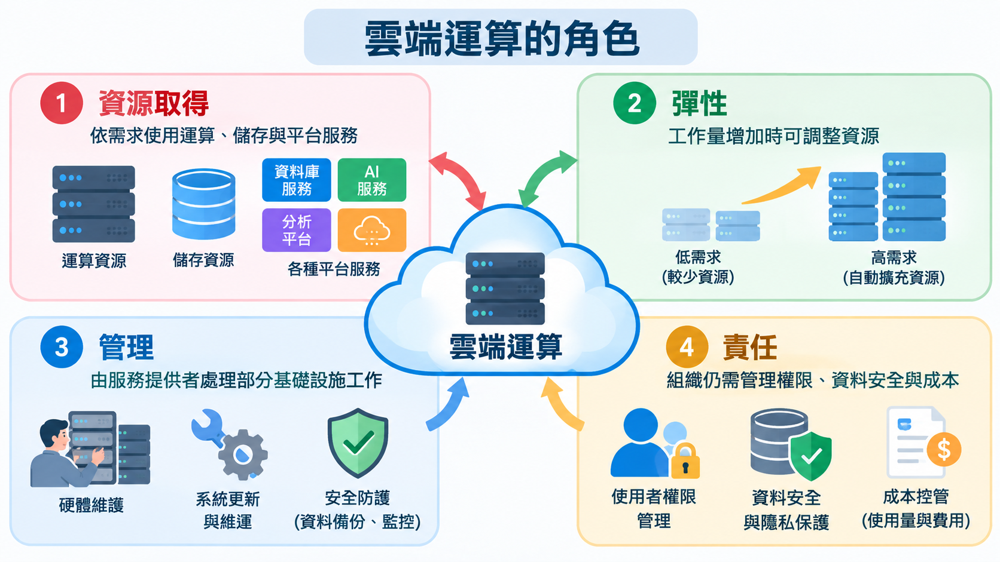 雲端運算的角色
1 資源取得
依需求使用運算、儲存與平台服務
資料庫
服務
AI
服務
分析
平台
運算資源
儲存資源
各種平台服務
2 彈性
工作量增加時可調整資源
低需求
(較少資源)
高需求
(自動擴充資源)
雲端運算
3 管理
由服務提供者處理部分基礎設施工作
硬體維護
系統更新
與維運
安全防護
(資料備份、監控)
4 責任
組織仍需管理權限、資料安全與成本
$
使用者權限
管理
資料安全
與隱私保護
成本控管
(使用量與費用)